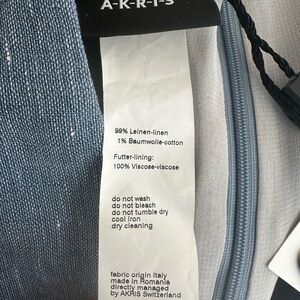 A-K-R-I-S
99% Leinen-linen
1% Baumwolle-cotton
Futter-lining:
100% Viscose-viscose
do not wash
do not bleach
do not tumble dry
cool iron
dry cleaning
fabric origin Italy
made in Romania
directly managed
by AKRIS Switzerland